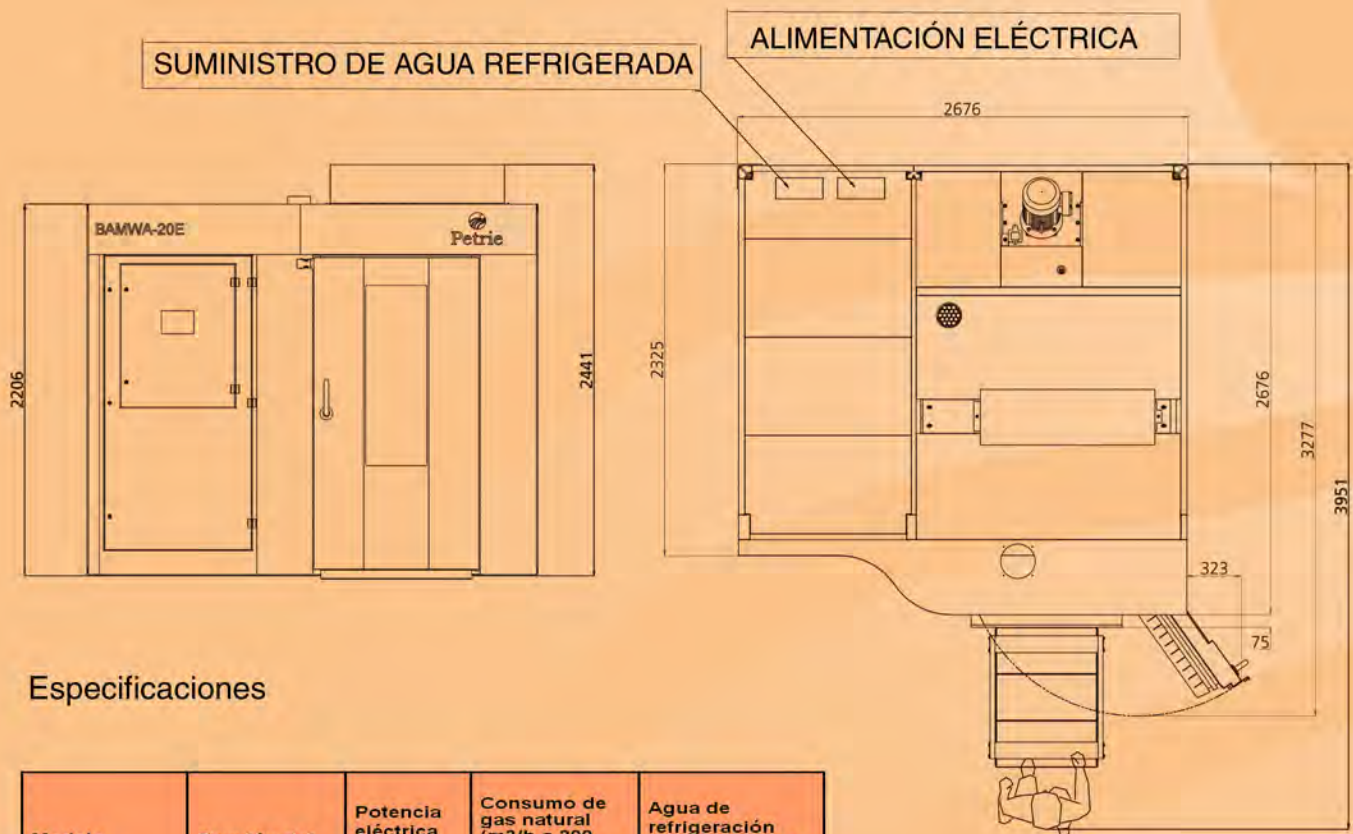 SUMINISTRO DE AGUA REFRIGERADA
ALIMENTACIÓN ELÉCTRICA
2676
BAMWA-20E
Petrie
2206
2441
2325
2676
3277
3951
323
75
Especificaciones
Potencia
eléctrica
Consumo de
gas natural
Agua de
refrigeración